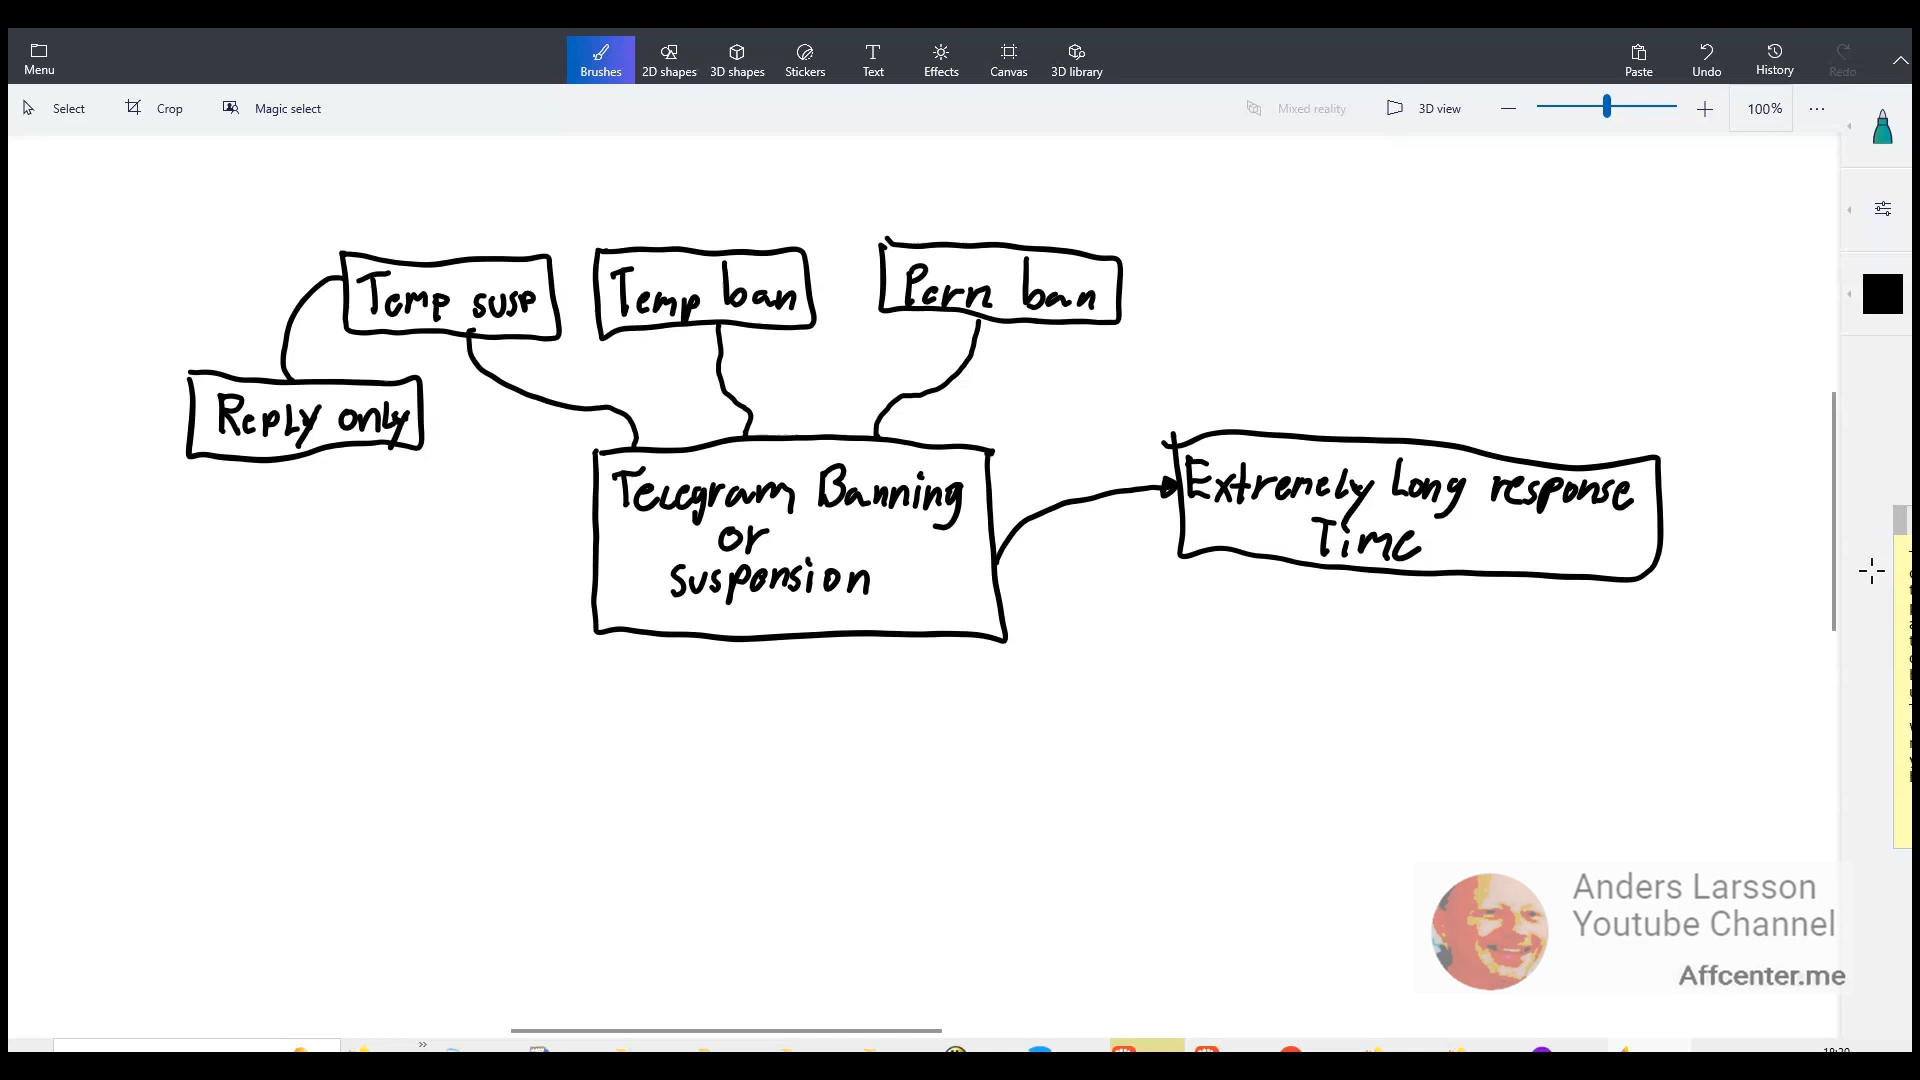 Menu
Brushes
2D shapes
3D shapes
Stickers
Text
Effects
Canvas
3D library
Paste
Undo
History
Redo
Select
Crop
Magic select
Mixed reality
3D view
100%
Temp susp
Temp ban
Perm ban
Reply only
Telegram Banning
or
suspension
Extremely Long response
Time
Anders Larsson
Youtube Channel
Affcenter.me